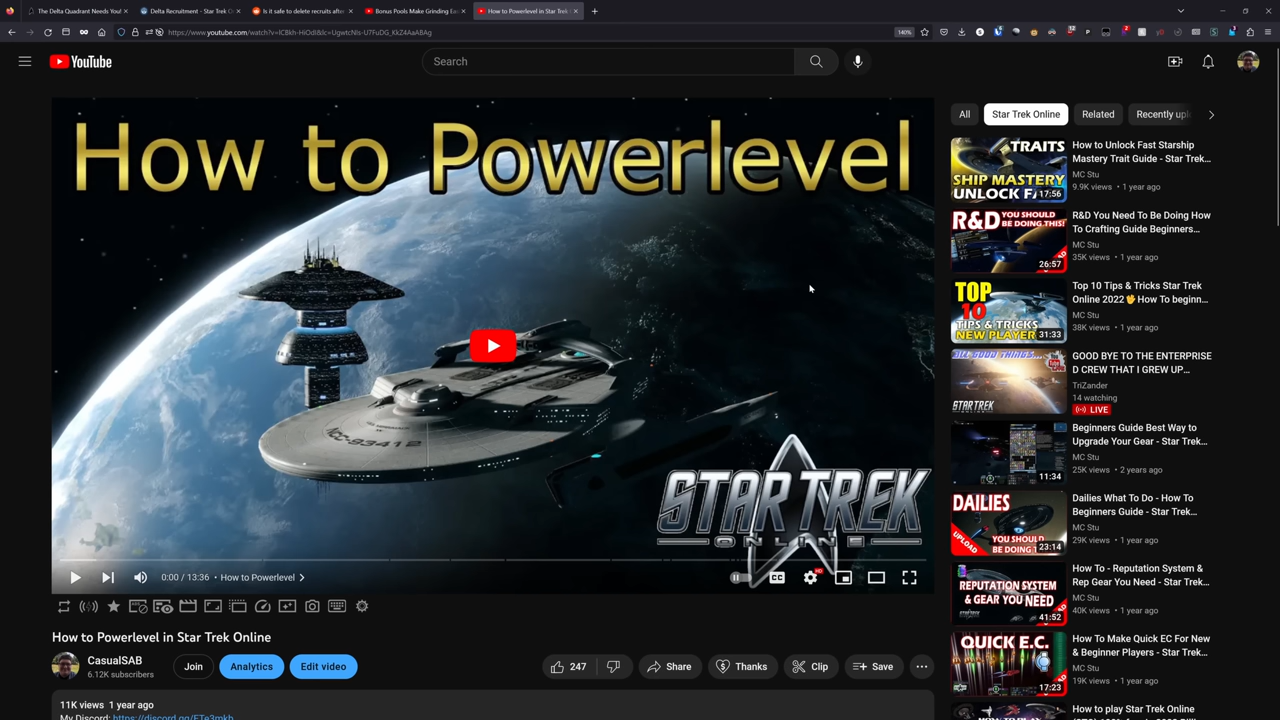 The Delta Quadrant Needs You!
Delta Recruitment - Star Trek O
Is it safe to delete recruits after
Bonus Pools Make Grinding Eas
How to Powerlevel in Star Trek
https://www.youtube.com/watch?v=
140%
YouTube
Search
How to Powerlevel
NCC-93412
STAR TREK
ONLINE
0:00 / 13:36 • How to Powerlevel
CC
HD
How to Powerlevel in Star Trek Online
CasualSAB
6.12K subscribers
Join
Analytics
Edit video
247
Share
Thanks
Clip
Save
11K views 1 year ago
My Discord: https://discord.gg/
All
Star Trek Online
Related
Recently upl
TRAITS
SHIP MASTERY
UNLOCK FA
17:56
How to Unlock Fast Starship
Mastery Trait Guide - Star Trek...
MC Stu
9.9K views • 1 year ago
R&D YOU SHOULD
BE DOING THIS!
26:57
R&D You Need To Be Doing How
To Crafting Guide Beginners...
MC Stu
35K views • 1 year ago
TOP
10
TIPS & TRICKS
NEW PLAYER
31:33
Top 10 Tips & Tricks Star Trek
Online 2022🖖How To beginn...
MC Stu
38K views • 1 year ago
ALL GOOD THINGS...
STAR TREK
GOOD BYE TO THE ENTERPRISE
D CREW THAT I GREW UP...
TriZander
14 watching
LIVE
11:34
Beginners Guide Best Way to
Upgrade Your Gear - Star Trek...
MC Stu
25K views • 2 years ago
DAILIES
UPLOAD
YOU SHOULD
BE DOING T
23:14
Dailies What To Do - How To
Beginners Guide - Star Trek...
MC Stu
29K views • 1 year ago
REPUTATION SYSTEM
& GEAR YOU NEED
41:52
How To - Reputation System &
Rep Gear You Need - Star Trek...
MC Stu
40K views • 1 year ago
QUICK E.C.
17:23
How To Make Quick EC For New
& Beginner Players - Star Trek...
MC Stu
19K views • 1 year ago
How to play Star Trek Online